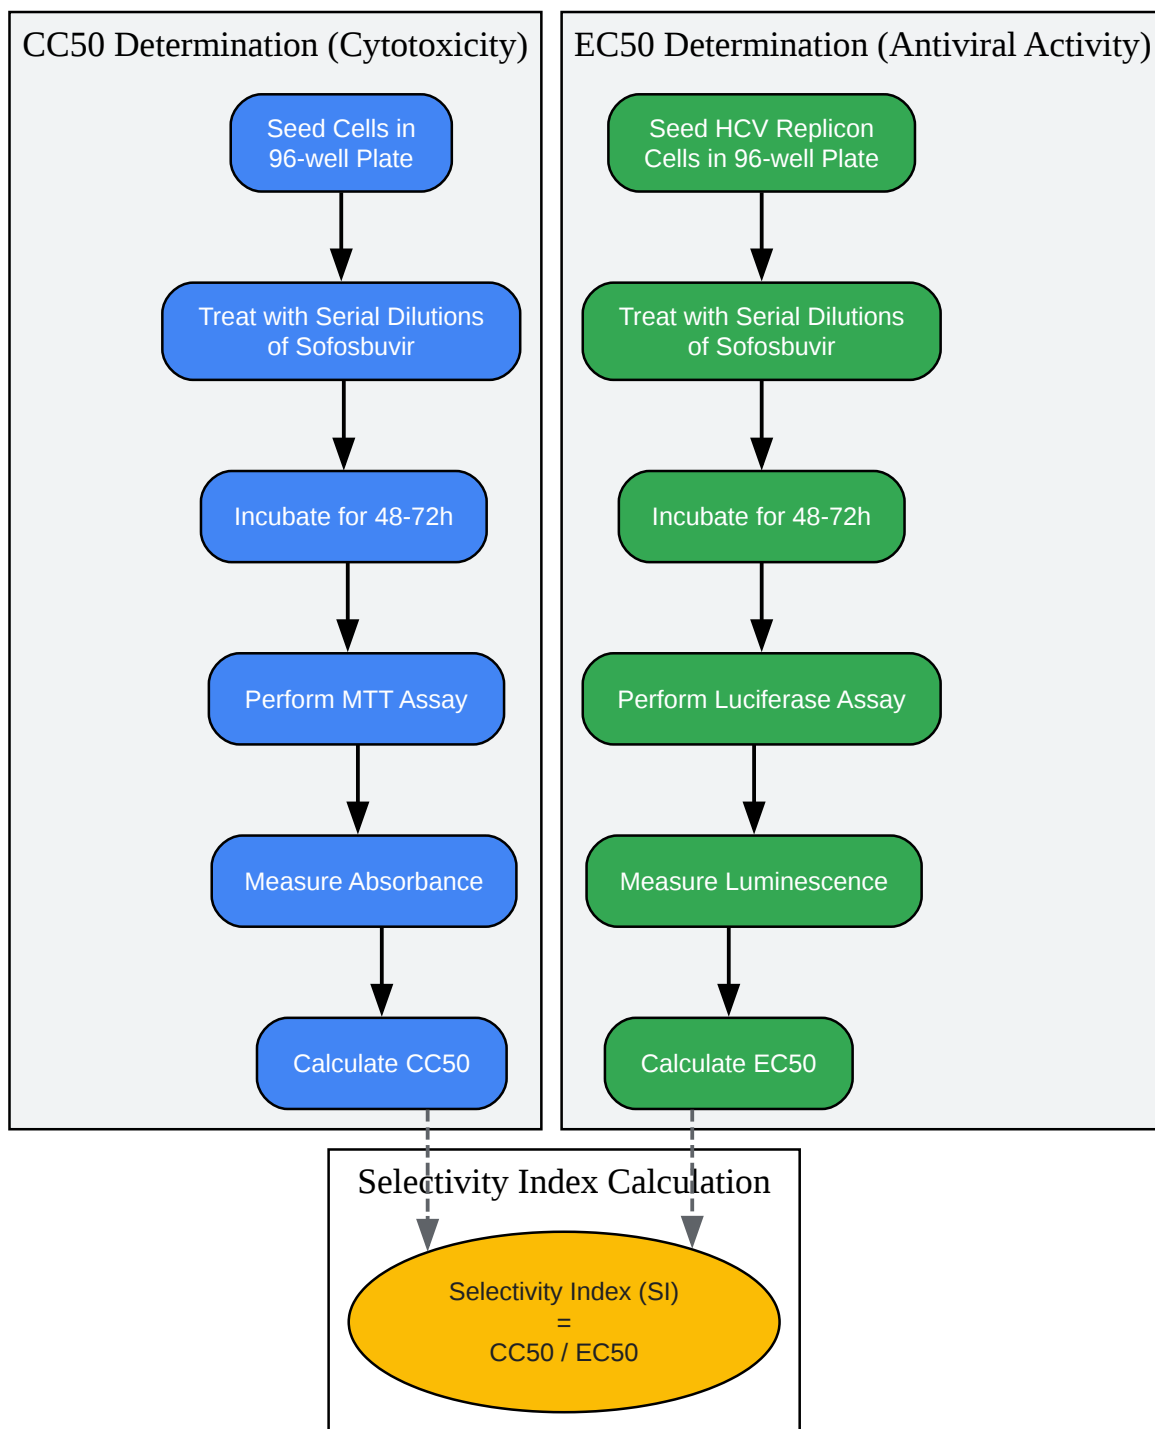 CC50 Determination (Cytotoxicity)
Seed Cells in
96-well Plate
Treat with Serial Dilutions
of Sofosbuvir
Incubate for 48-72h
Perform MTT Assay
Measure Absorbance
Calculate CC50
EC50 Determination (Antiviral Activity)
Seed HCV Replicon
Cells in 96-well Plate
Treat with Serial Dilutions
of Sofosbuvir
Incubate for 48-72h
Perform Luciferase Assay
Measure Luminescence
Calculate EC50
Selectivity Index Calculation
Selectivity Index (SI)
=
CC50 / EC50